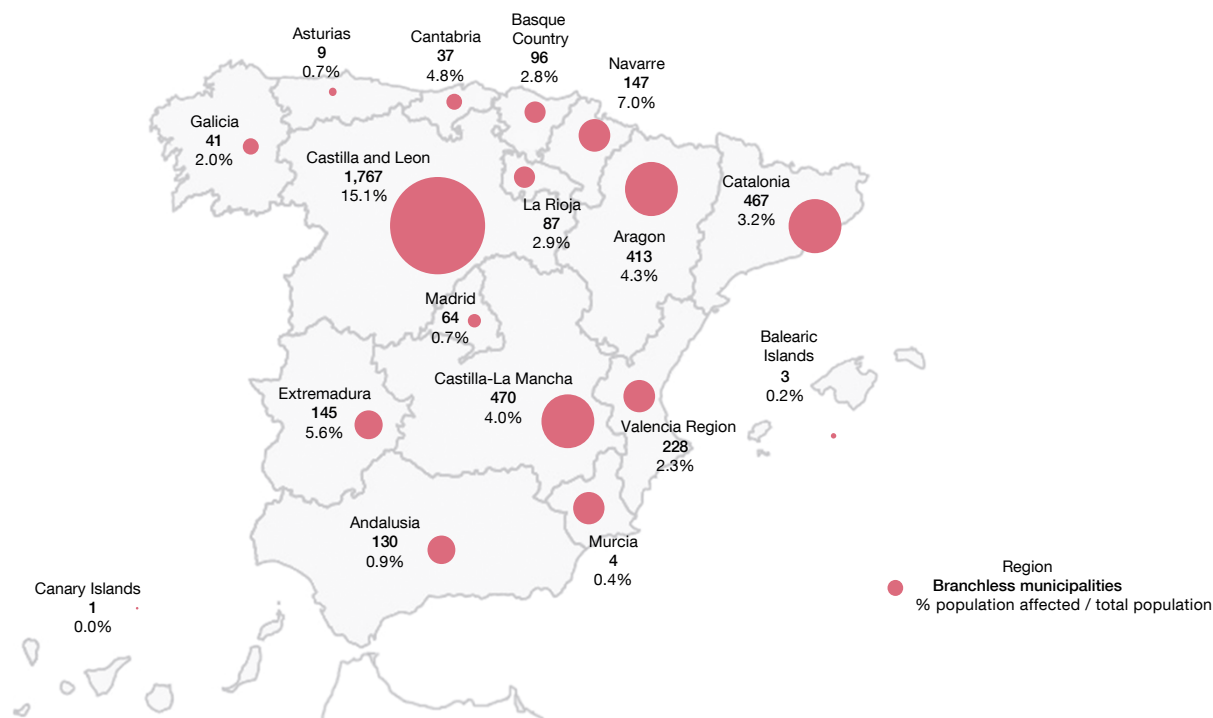 Asturias
9
0.7%
Cantabria
37
4.8%
Basque
Country
96
2.8%
Navarre
147
7.0%
Galicia
41
2.0%
Castilla and Leon
1,767
15.1%
La Rioja
87
2.9%
Aragon
413
4.3%
Catalonia
467
3.2%
Madrid
64
0.7%
Balearic
Islands
3
0.2%
Extremadura
145
5.6%
Castilla-La Mancha
470
4.0%
Valencia Region
228
2.3%
Andalusia
130
0.9%
Murcia
4
0.4%
Canary Islands
1
0.0%
Region
Branchless municipalities
% population affected / total population